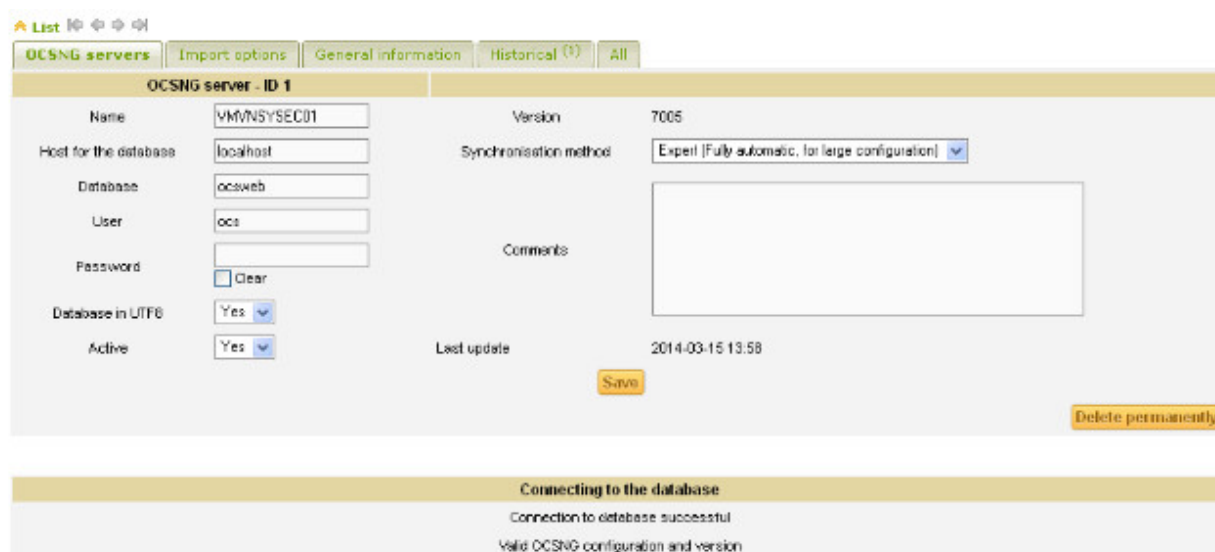 List
OCSNG servers Import options General information Historical (1) All
OCSNG server - ID 1
Name VMVNSYSEC01 Version 7005
Host for the database localhost Synchronisation method Expert (Fully automatic, for large configuration)
Database ocsweb
User ocs
Password Comments
Clear
Database in UTF8 Yes
Active Yes Last update 2014-03-15 13:58
Save
Delete permanently
Connecting to the database
Connection to database successful
Valid OCSNG configuration and version